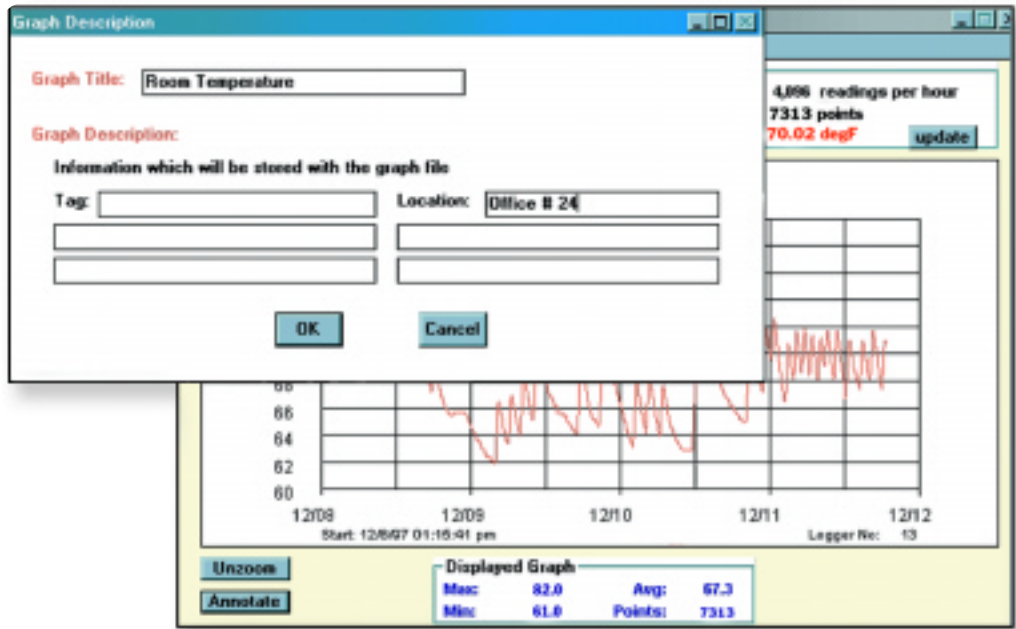 Graph Description
Graph Title: Room Temperature
Graph Description:
Information which will be stored with the graph file
Tag: Location: Office # 24
OK Cancel
4,096 readings per hour
7313 points
70.02 degF update
68
66
64
62
60
12/08 12/09 12/10 12/11 12/12
Start: 12/8/97 01:15:41 pm Logger No: 13
Unzoom
Annotate
Displayed Graph
Max: 82.0 Avg: 67.3
Min: 61.0 Points: 7313